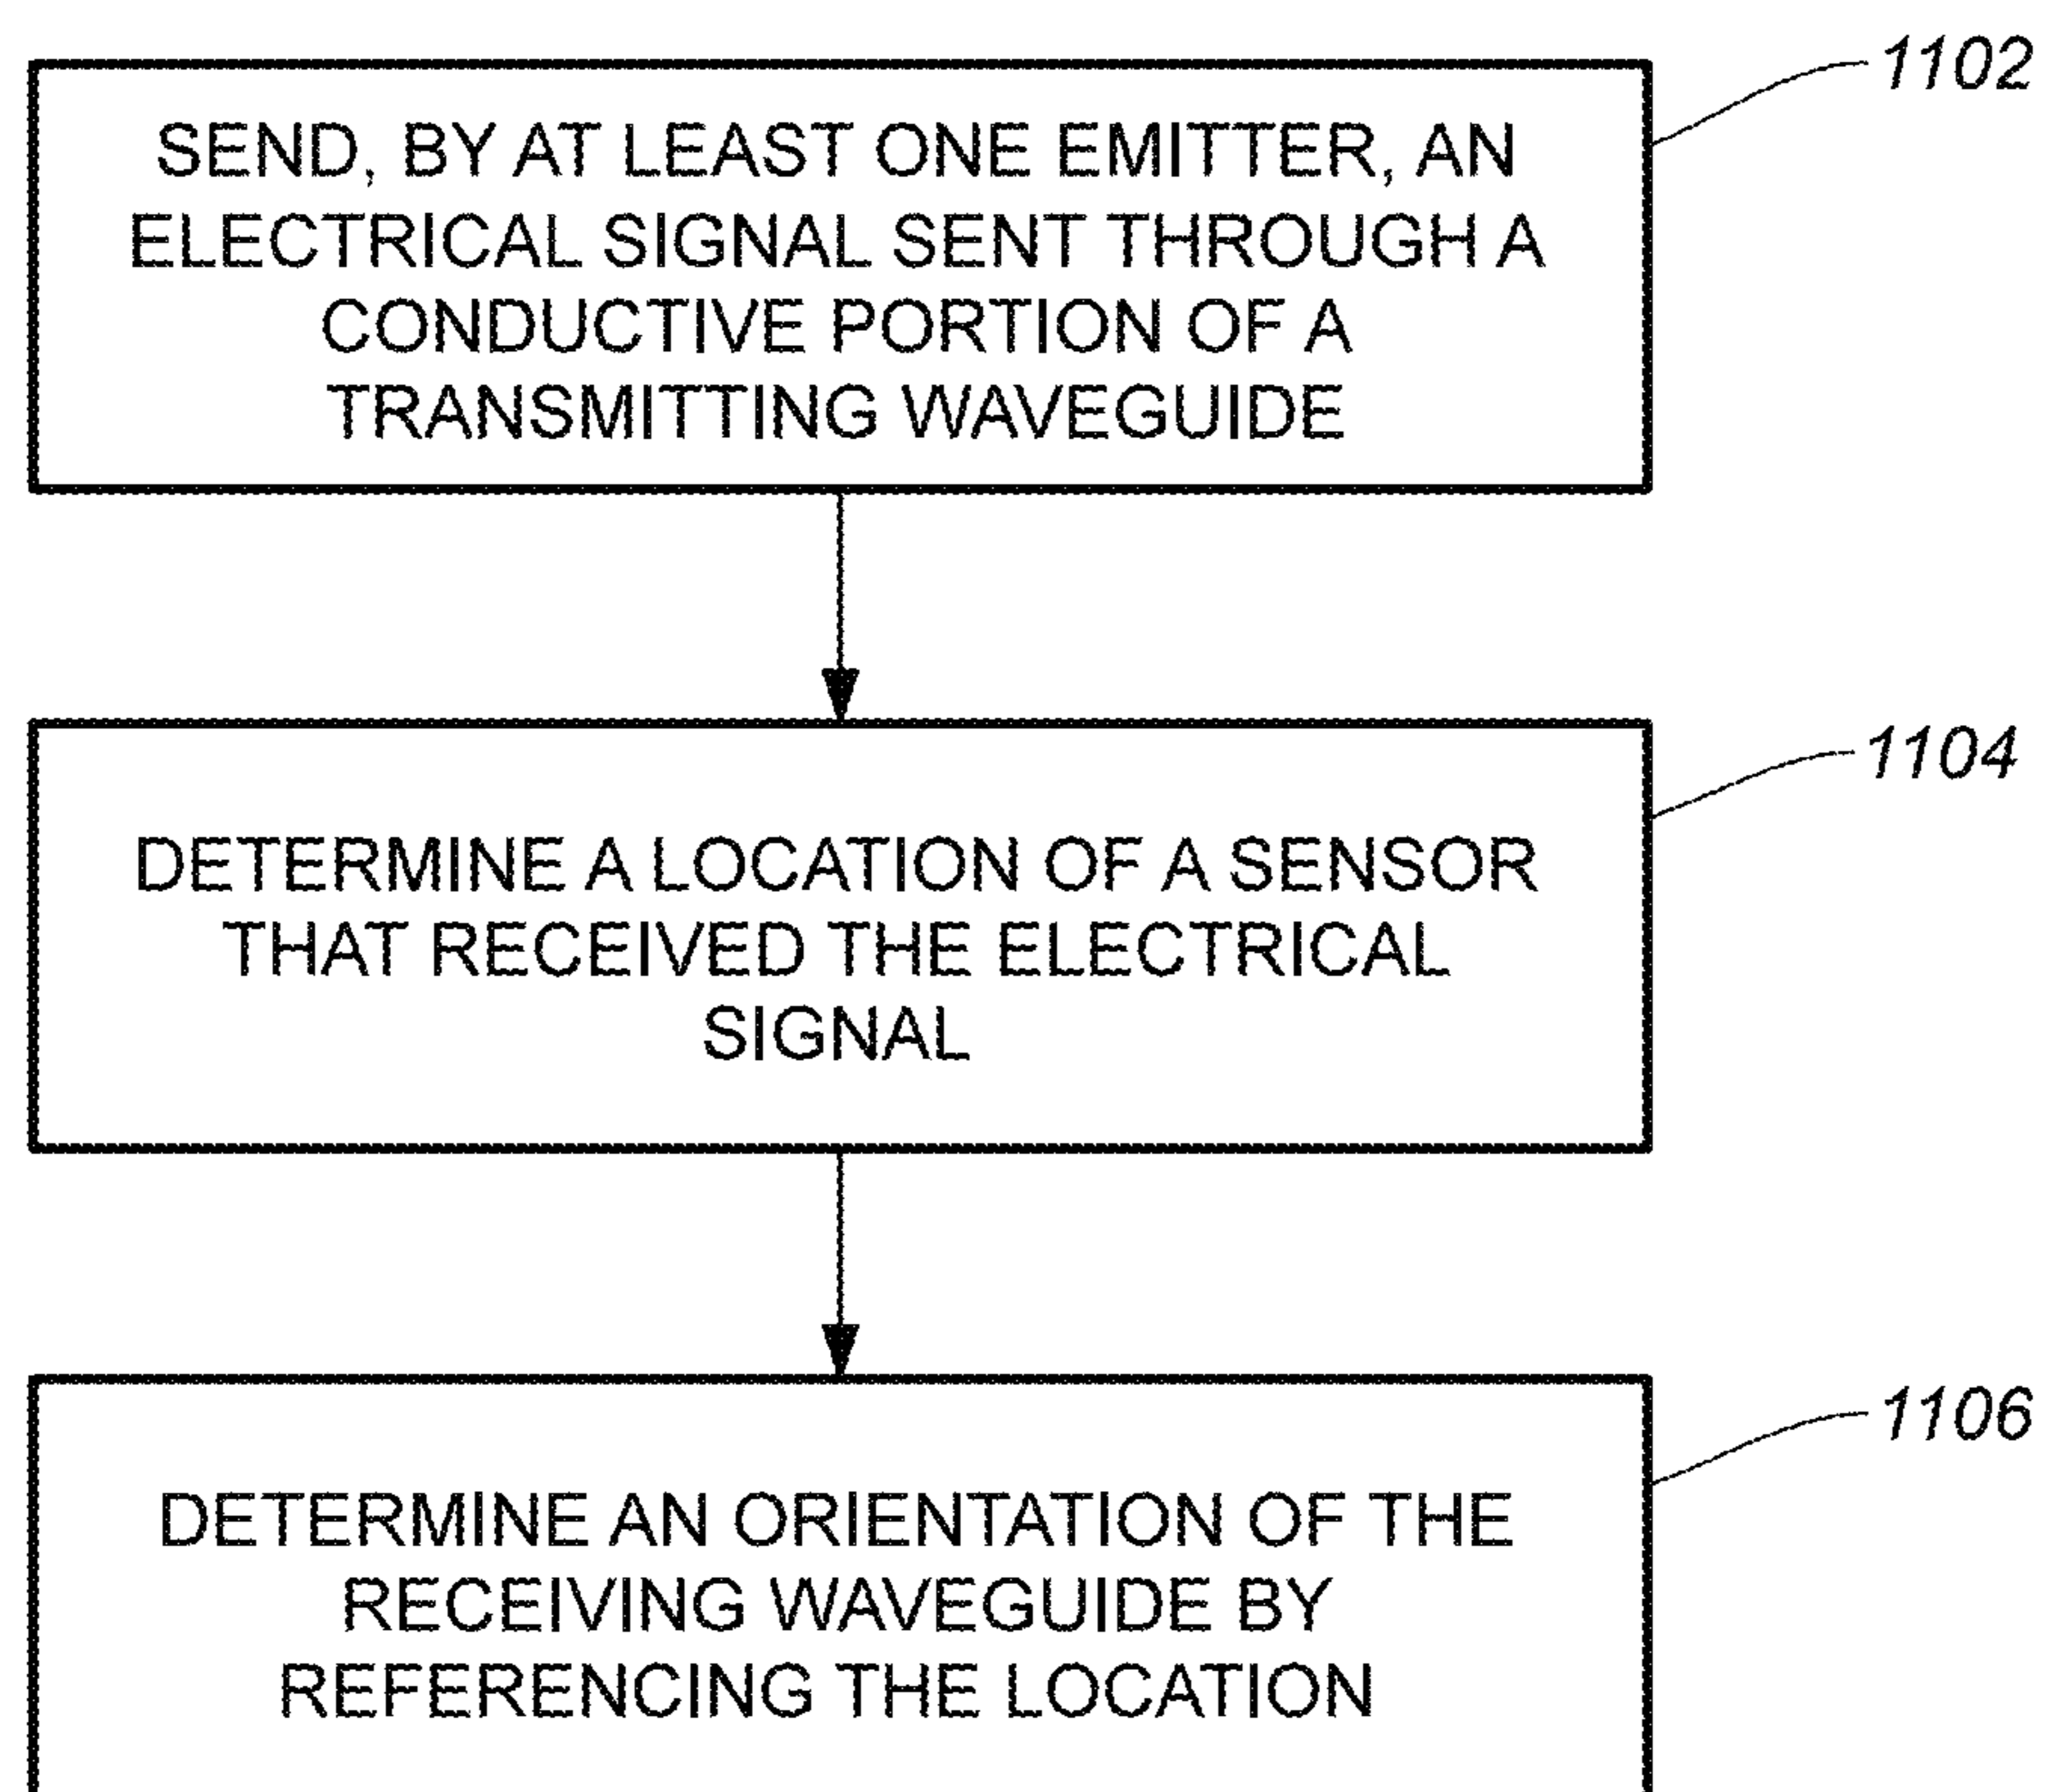 1102
SEND, BY AT LEAST ONE EMITTER, AN
ELECTRICAL SIGNAL SENT THROUGH A
CONDUCTIVE PORTION OF A
TRANSMITTING WAVEGUIDE
1104
DETERMINE A LOCATION OF A SENSOR
THAT RECEIVED THE ELECTRICAL
SIGNAL
1106
DETERMINE AN ORIENTATION OF THE
RECEIVING WAVEGUIDE BY
REFERENCING THE LOCATION